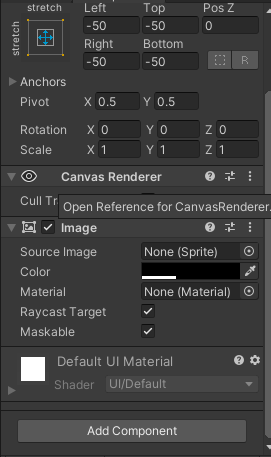 stretch
Left Top Pos Z
stretch
-50 -50 0
Right Bottom
-50 -50 R
Anchors
Pivot X 0.5 Y 0.5
Rotation X 0 Y 0 Z 0
Scale X 1 Y 1 Z 1
Canvas Renderer
Cull Tr
Open Reference for CanvasRenderer.
Image
Source Image None (Sprite)
Color
Material None (Material)
Raycast Target
Maskable
Default UI Material
Shader UI/Default
Add Component